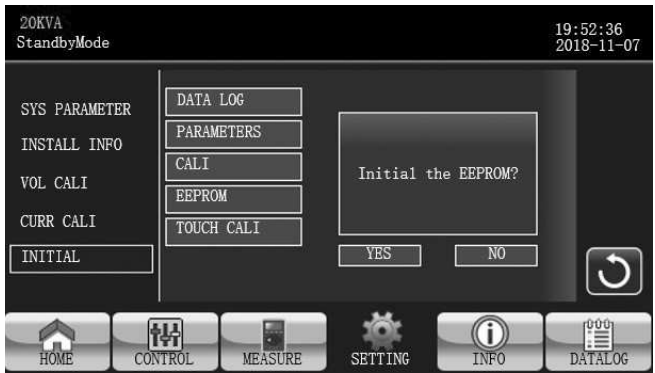 20KVA
StandbyMode
19:52:36
2018-11-07
SYS PARAMETER
INSTALL INFO
VOL CALI
CURR CALI
INITIAL
DATA LOG
PARAMETERS
CALI
EEPROM
TOUCH CALI
Initial the EEPROM?
YES
NO
HOME
CONTROL
MEASURE
SETTING
INFO
DATALOG